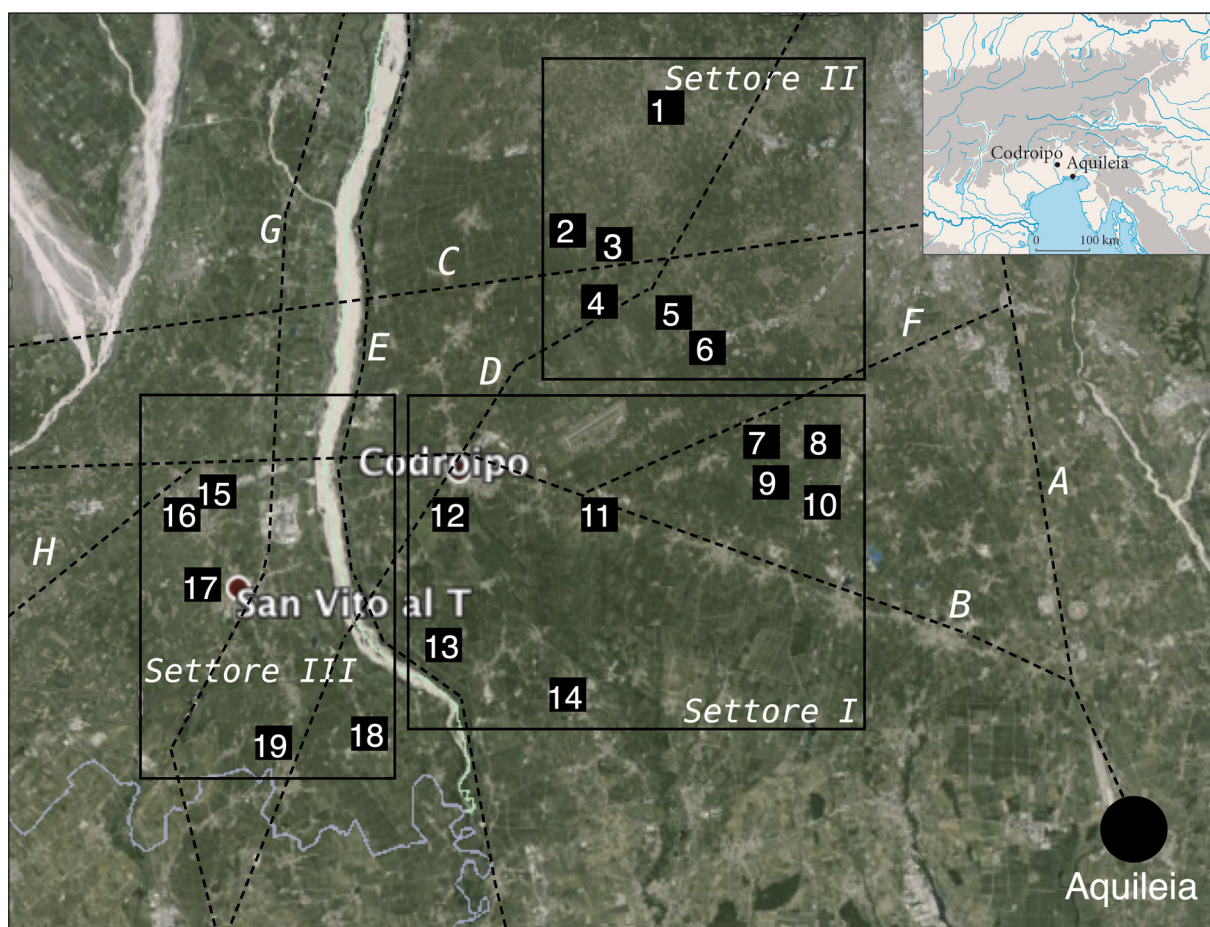 Settore II
1
Codroipo
Aquileia
0 100 km
G
2
3
C
4
5
6
E
F
D
7
8
Codroipo
9
A
15
16
12
11
10
H
17
San Vito al T
B
13
Settore III
14
Settore I
18
19
Aquileia